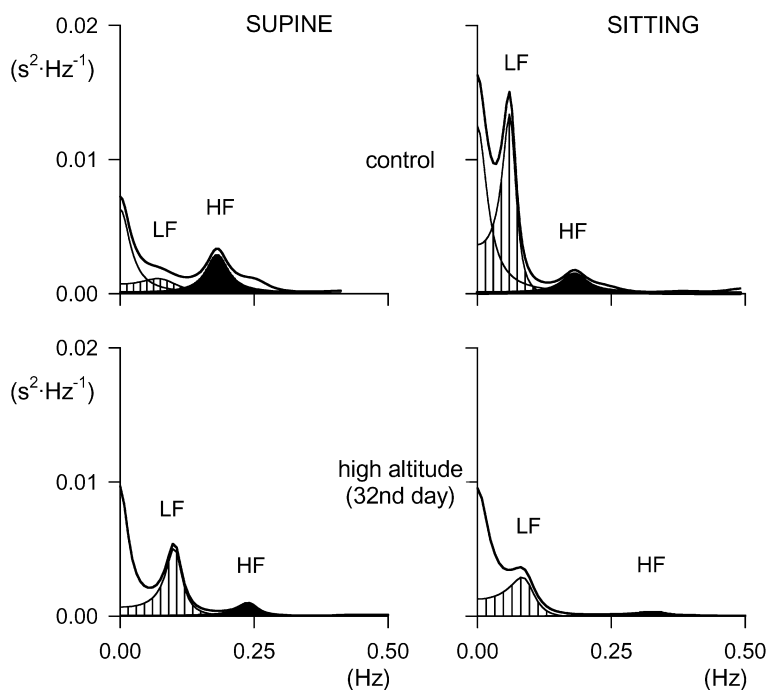 SUPINE
SITTING
0.02
(s²·Hz⁻¹)
LF
0.01
control
HF
LF
HF
0.00
0.25
0.50
0.02
(s²·Hz⁻¹)
high altitude
(32nd day)
0.01
LF
LF
HF
HF
0.00
0.00
0.25
0.00
0.25
0.50
(Hz)
(Hz)